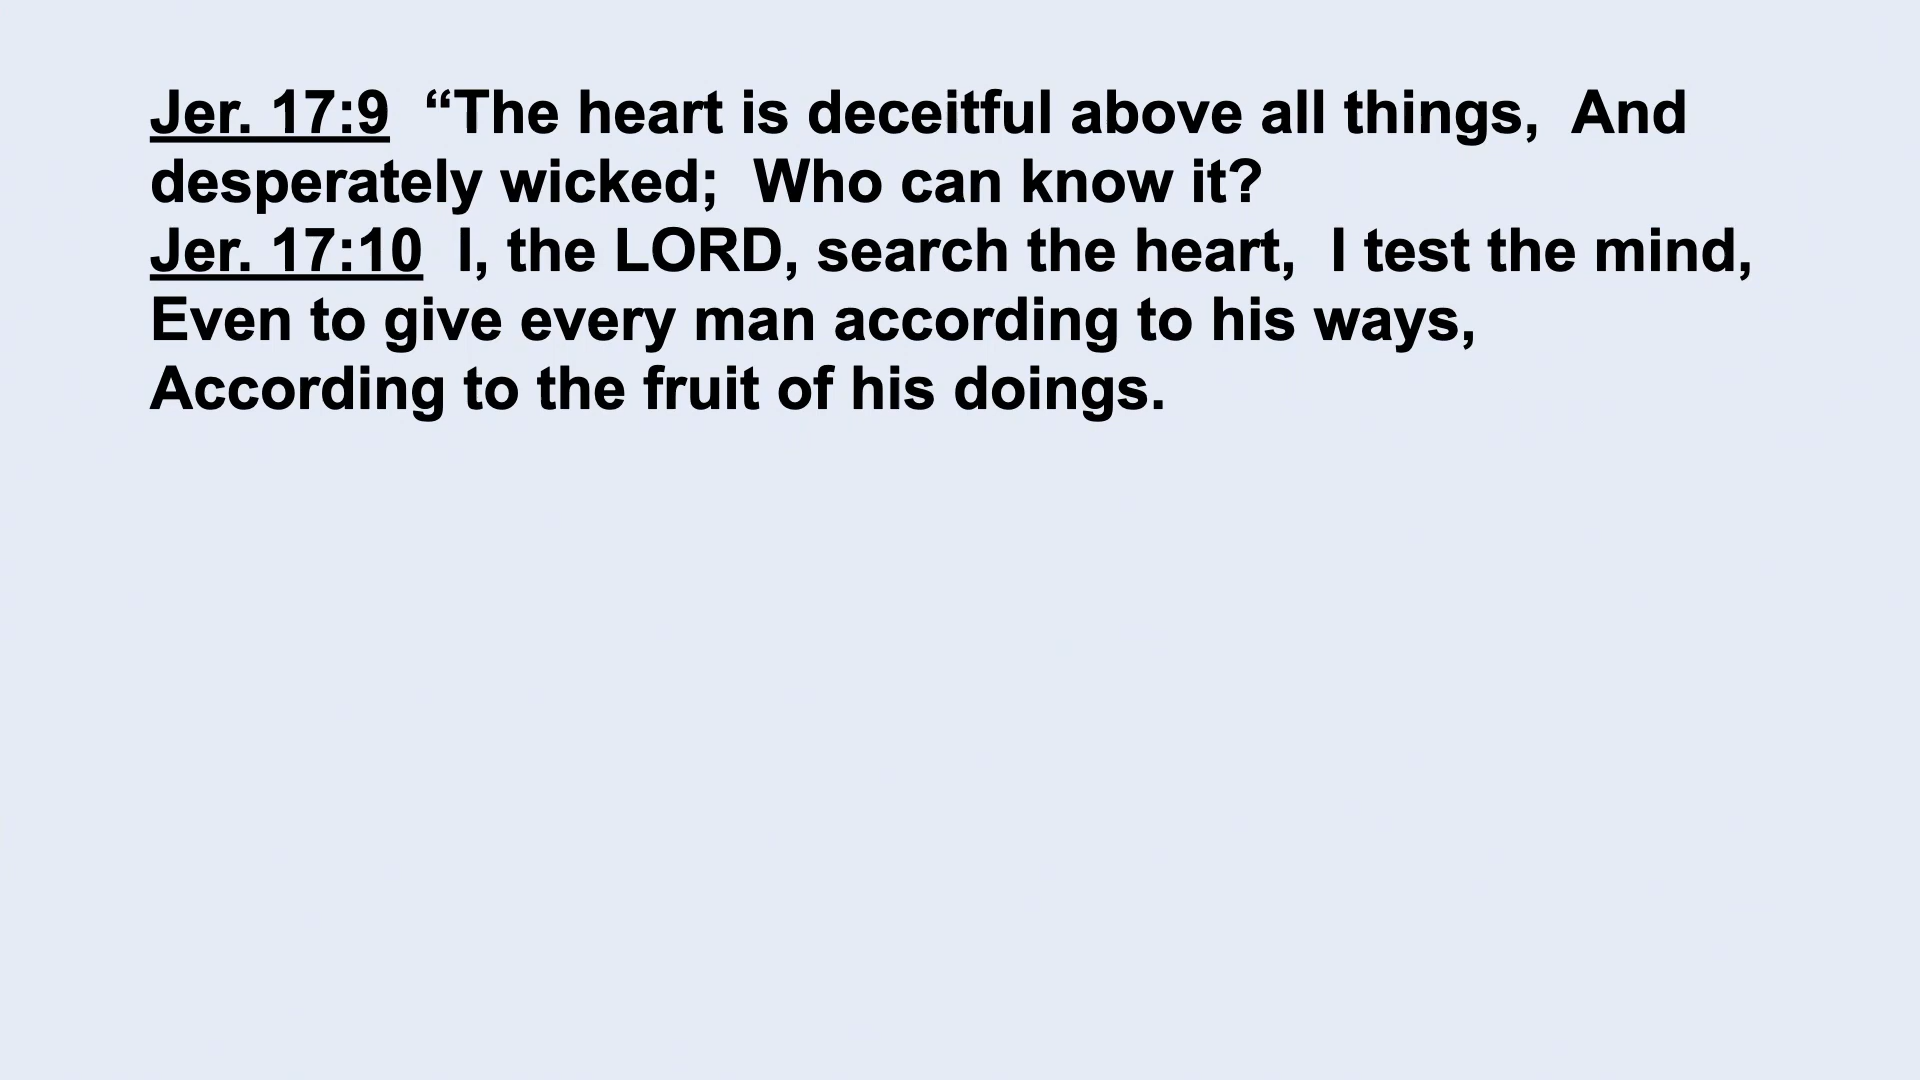 Jer. 17:9  “The heart is deceitful above all things,  And
desperately wicked;  Who can know it?
Jer. 17:10  I, the LORD, search the heart,  I test the mind,
Even to give every man according to his ways,
According to the fruit of his doings.